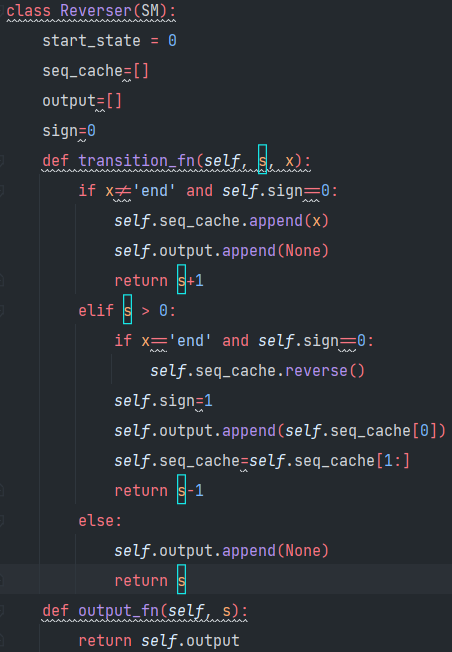 class Reverser(SM):
    start_state = 0
    seq_cache=[]
    output=[]
    sign=0
    def transition_fn(self, s, x):
        if x≠'end' and self.sign==0:
            self.seq_cache.append(x)
            self.output.append(None)
            return s+1
        elif s > 0:
            if x=='end' and self.sign==0:
                self.seq_cache.reverse()
            self.sign=1
            self.output.append(self.seq_cache[0])
            self.seq_cache=self.seq_cache[1:]
            return s-1
        else:
            self.output.append(None)
            return s
    def output_fn(self, s):
        return self.output